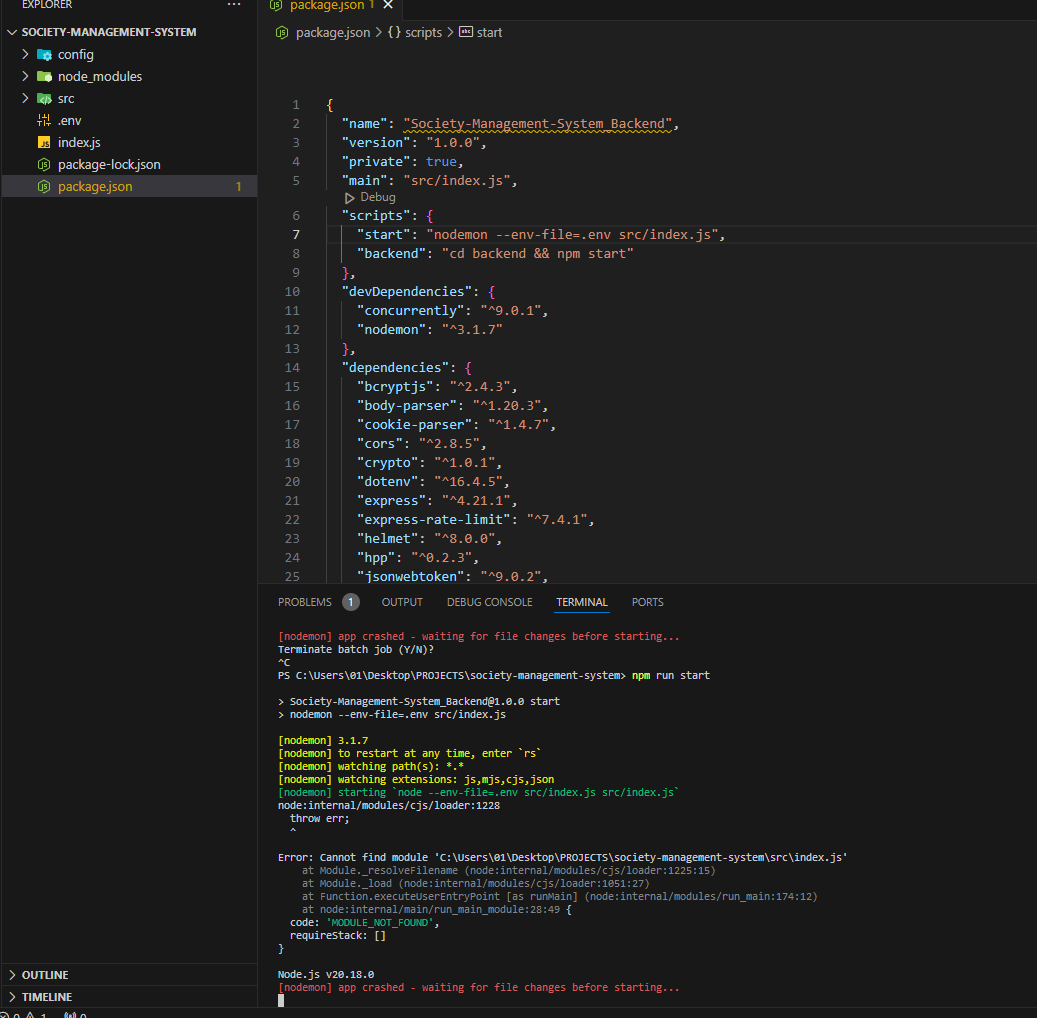 EXPLORER
package.json 1
SOCIETY-MANAGEMENT-SYSTEM
config
node_modules
src
.env
index.js
package-lock.json
package.json 1
package.json > {} scripts > abc start
1 {
2 "name": "Society-Management-System_Backend",
3 "version": "1.0.0",
4 "private": true,
5 "main": "src/index.js",
Debug
6 "scripts": {
7 "start": "nodemon --env-file=.env src/index.js",
8 "backend": "cd backend && npm start"
9 },
10 "devDependencies": {
11 "concurrently": "^9.0.1",
12 "nodemon": "^3.1.7"
13 },
14 "dependencies": {
15 "bcryptjs": "^2.4.3",
16 "body-parser": "^1.20.3",
17 "cookie-parser": "^1.4.7",
18 "cors": "^2.8.5",
19 "crypto": "^1.0.1",
20 "dotenv": "^16.4.5",
21 "express": "^4.21.1",
22 "express-rate-limit": "^7.4.1",
23 "helmet": "^8.0.0",
24 "hpp": "^0.2.3",
25 "jsonwebtoken": "^9.0.2",
PROBLEMS 1 OUTPUT DEBUG CONSOLE TERMINAL PORTS
[nodemon] app crashed - waiting for file changes before starting...
Terminate batch job (Y/N)?
^C
PS C:\Users\01\Desktop\PROJECTS\society-management-system> npm run start
> Society-Management-System_Backend@1.0.0 start
> nodemon --env-file=.env src/index.js
[nodemon] 3.1.7
[nodemon] to restart at any time, enter `rs`
[nodemon] watching path(s): *.*
[nodemon] watching extensions: js,mjs,cjs,json
[nodemon] starting `node --env-file=.env src/index.js src/index.js`
node:internal/modules/cjs/loader:1228
throw err;
^
Error: Cannot find module 'C:\Users\01\Desktop\PROJECTS\society-management-system\src\index.js'
at Module._resolveFilename (node:internal/modules/cjs/loader:1225:15)
at Module._load (node:internal/modules/cjs/loader:1051:27)
at Function.executeUserEntryPoint [as runMain] (node:internal/modules/run_main:174:12)
at node:internal/main/run_main_module:28:49 {
code: 'MODULE_NOT_FOUND',
requireStack: []
}
Node.js v20.18.0
[nodemon] app crashed - waiting for file changes before starting...
OUTLINE
TIMELINE
0 1 0